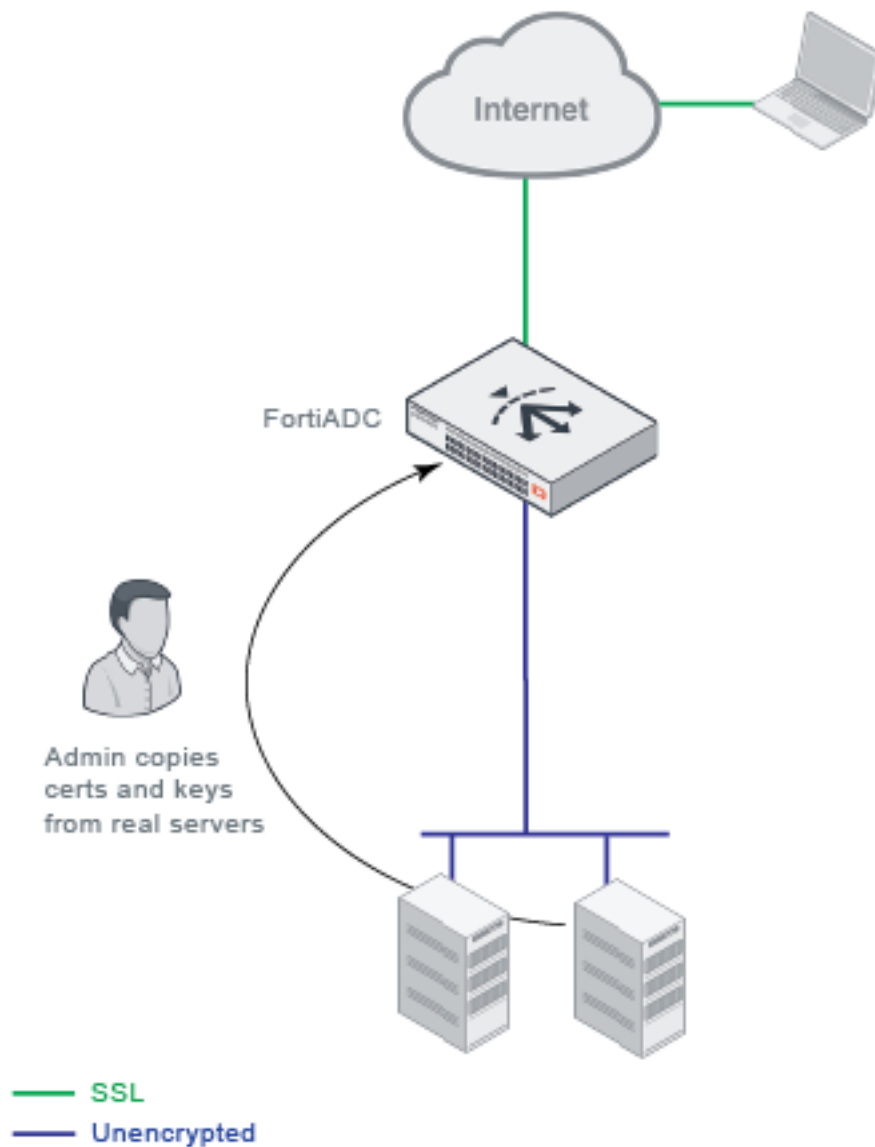 Internet
FortiADC
Admin copies
certs and keys
from real servers
SSL
Unencrypted